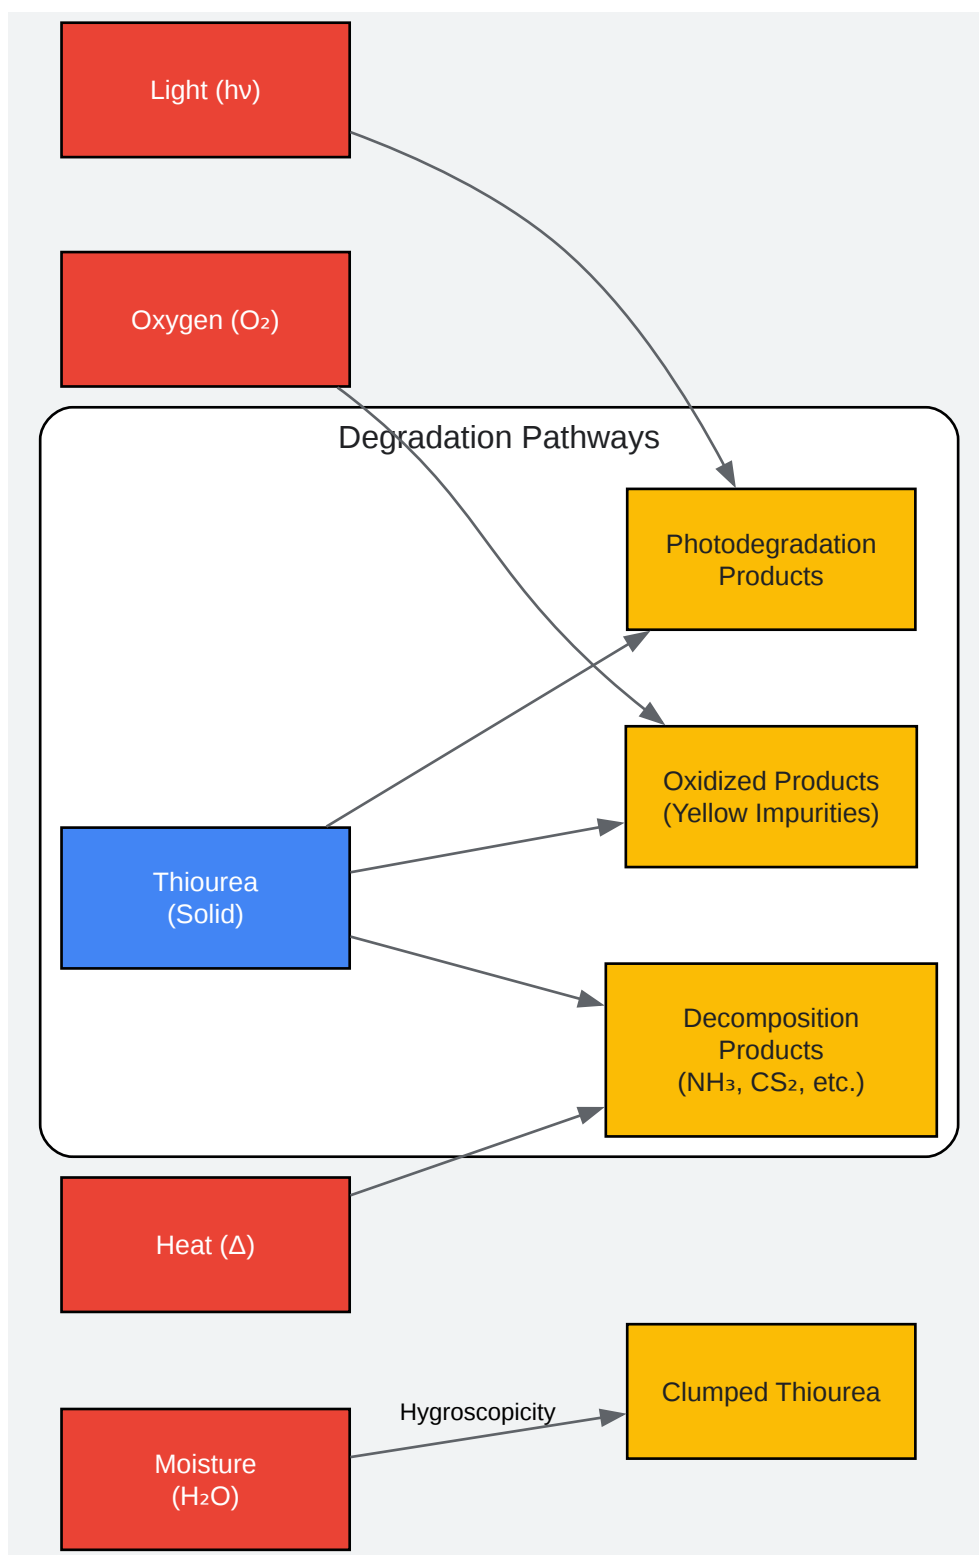 Light (hν)
Oxygen (O₂)
Degradation Pathways
Photodegradation
Products
Oxidized Products
(Yellow Impurities)
Thiourea
(Solid)
Decomposition
Products
(NH₃, CS₂, etc.)
Heat (Δ)
Clumped Thiourea
Hygroscopicity
Moisture
(H₂O)